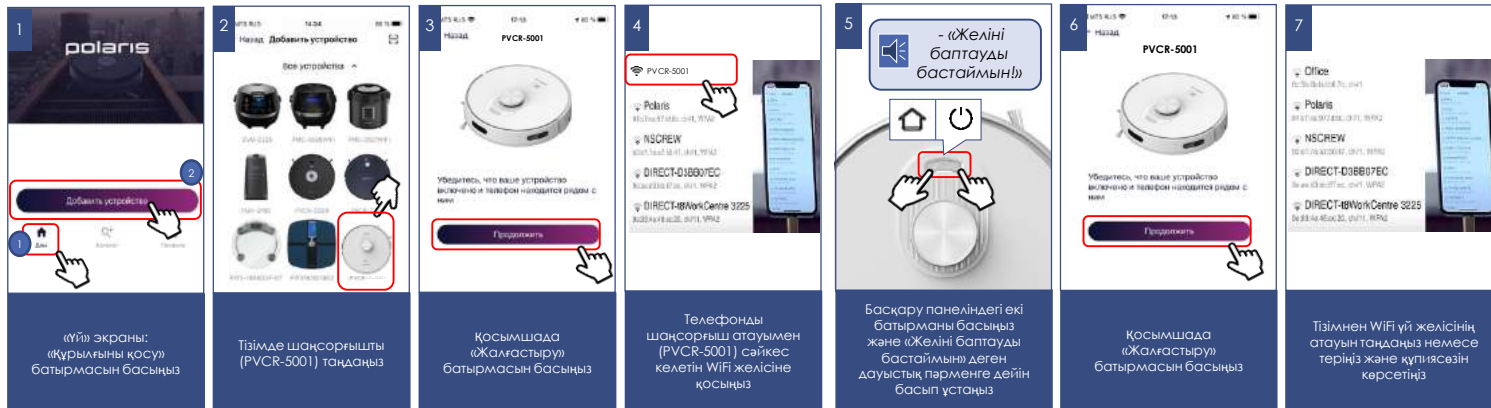 1
polaris
Добавить устройство
2
1
Дом
Каталог
«Үй» экраны:
«Құрылғыны қосу»
батырмасын басыңыз
2
14:54
Назад
Добавить устройство
Все устройства
Тізімде шаңсорғышты
(PVCR-5001) таңдаңыз
3
Назад
PVCR-5001
Убедитесь, что ваше устройство
включено и телефон находится рядом с
ним
Продолжить
Қосымшада
«Жалғастыру»
батырмасын басыңыз
4
PVCR-5001
Polaris
NSCREW
DIRECT-D3BB07EC
DIRECT-t8WorkCentre 3225
Телефонды
шаңсорғыш атауымен
(PVCR-5001) сәйкес
келетін WiFi желісіне
қосыңыз
5
- «Желіні
баптауды
бастаймын!»
Басқару панеліндегі екі
батырманы басыңыз
және «Желіні баптауды
бастаймын» деген
дауыстық пәрменге дейін
басып ұстаңыз
6
Назад
PVCR-5001
Убедитесь, что ваше устройство
включено и телефон находится рядом с
ним
Продолжить
Қосымшада
«Жалғастыру»
батырмасын басыңыз
7
Office
Polaris
NSCREW
DIRECT-D3BB07EC
DIRECT-t8WorkCentre 3225
Тізімнен WiFi үй желісінің
атауын таңдаңыз немесе
теріңіз және құпиясөзін
көрсетіңіз